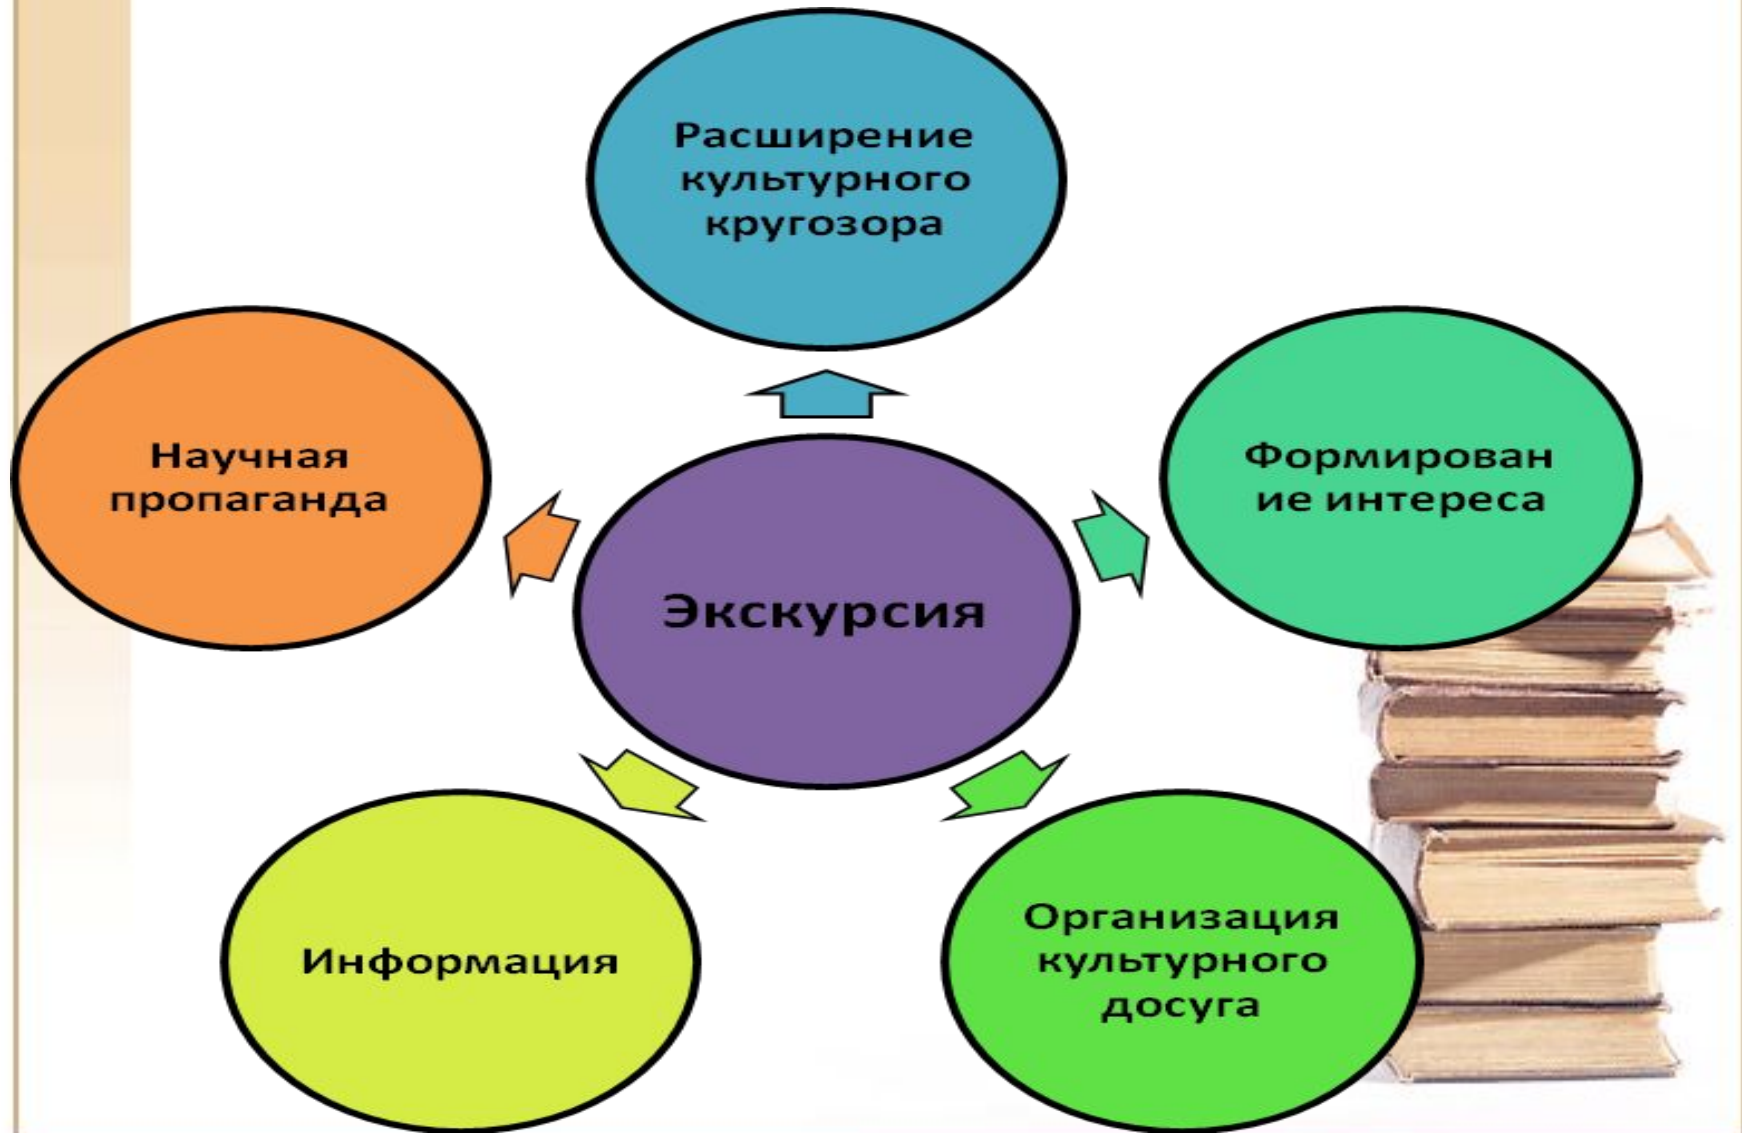 Расширение
культурного
кругозора
Научная
пропаганда
Формирован
ие интереса
Экскурсия
Информация
Организация
культурного
досуга